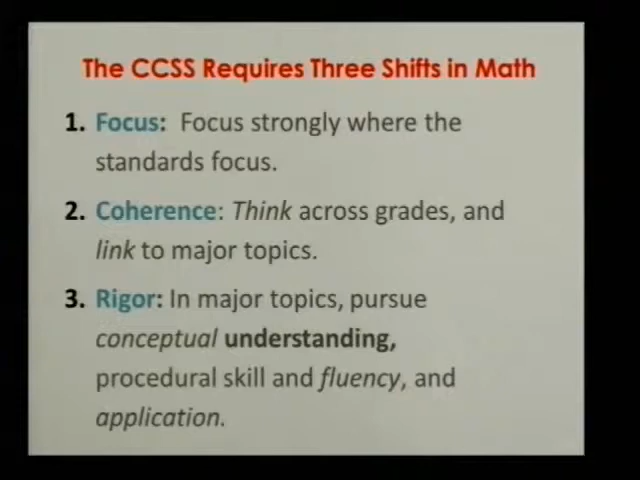 The CCSS Requires Three Shifts in Math
1. Focus: Focus strongly where the
standards focus.
2. Coherence: Think across grades, and
link to major topics.
3. Rigor: In major topics, pursue
conceptual understanding,
procedural skill and fluency, and
application.